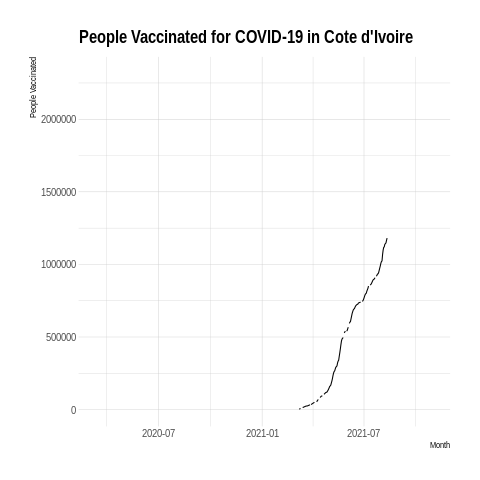 People Vaccinated for COVID-19 in Cote d'Ivoire
People Vaccinated
2000000
1500000
1000000
500000
0
2020-07
2021-01
2021-07
Month